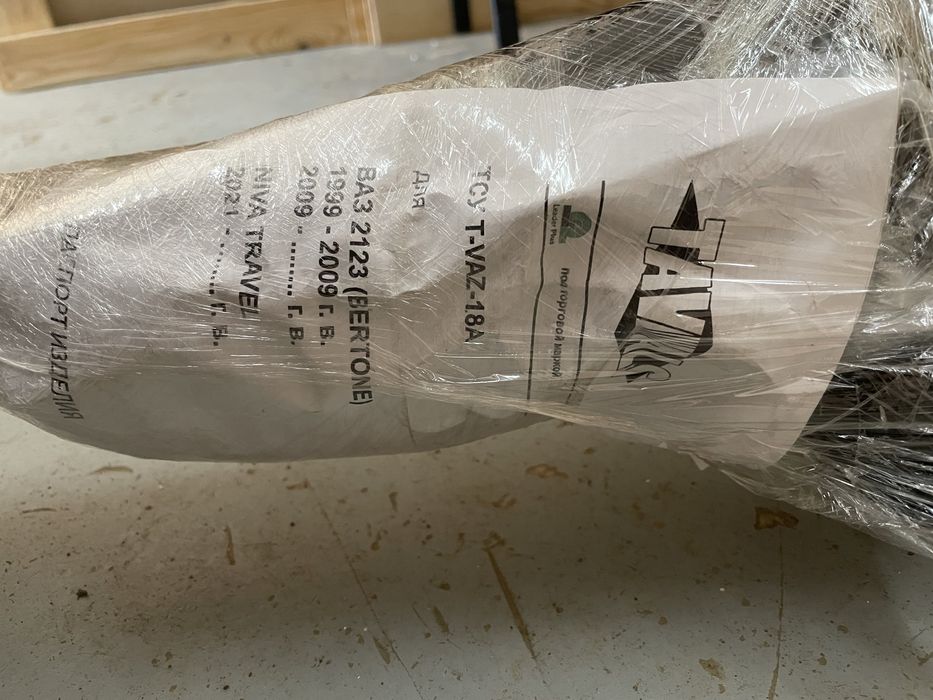 TAVI
Leader Plus
под торговой маркой
ТСУ T-VAZ-18A
для
ВАЗ 2123 (BERTONE)
1999 - 2009 г. в.
2009 - ....... г. в.
NIVA TRAVEL
2021 - ....... г. в.
ПАСПОРТ ИЗДЕЛИЯ